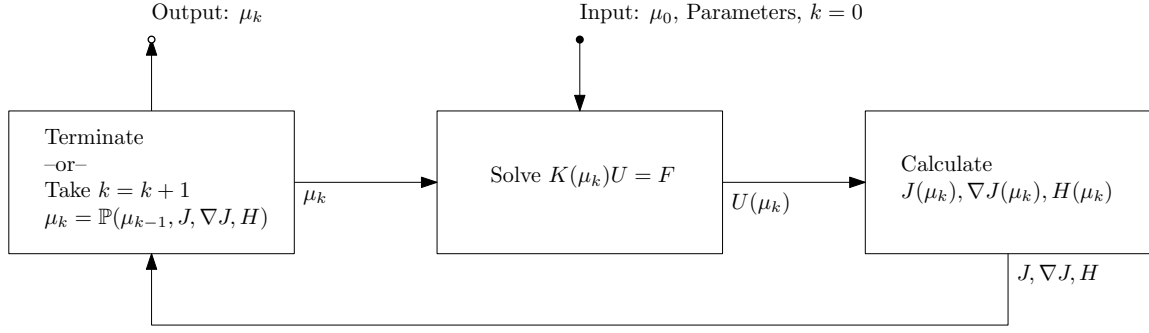 Output: μ_k
Input: μ_0, Parameters, k = 0
Terminate
–or–
Take k = k + 1
μ_k = ℙ(μ_{k−1}, J, ∇J, H)
μ_k
Solve K(μ_k)U = F
U(μ_k)
Calculate
J(μ_k), ∇J(μ_k), H(μ_k)
J, ∇J, H